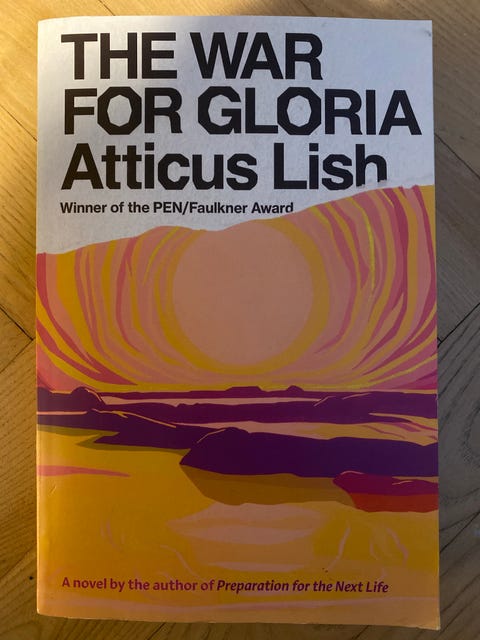 THE WAR
FOR GLORIA
Atticus Lish
Winner of the PEN/Faulkner Award
A novel by the author of Preparation for the Next Life